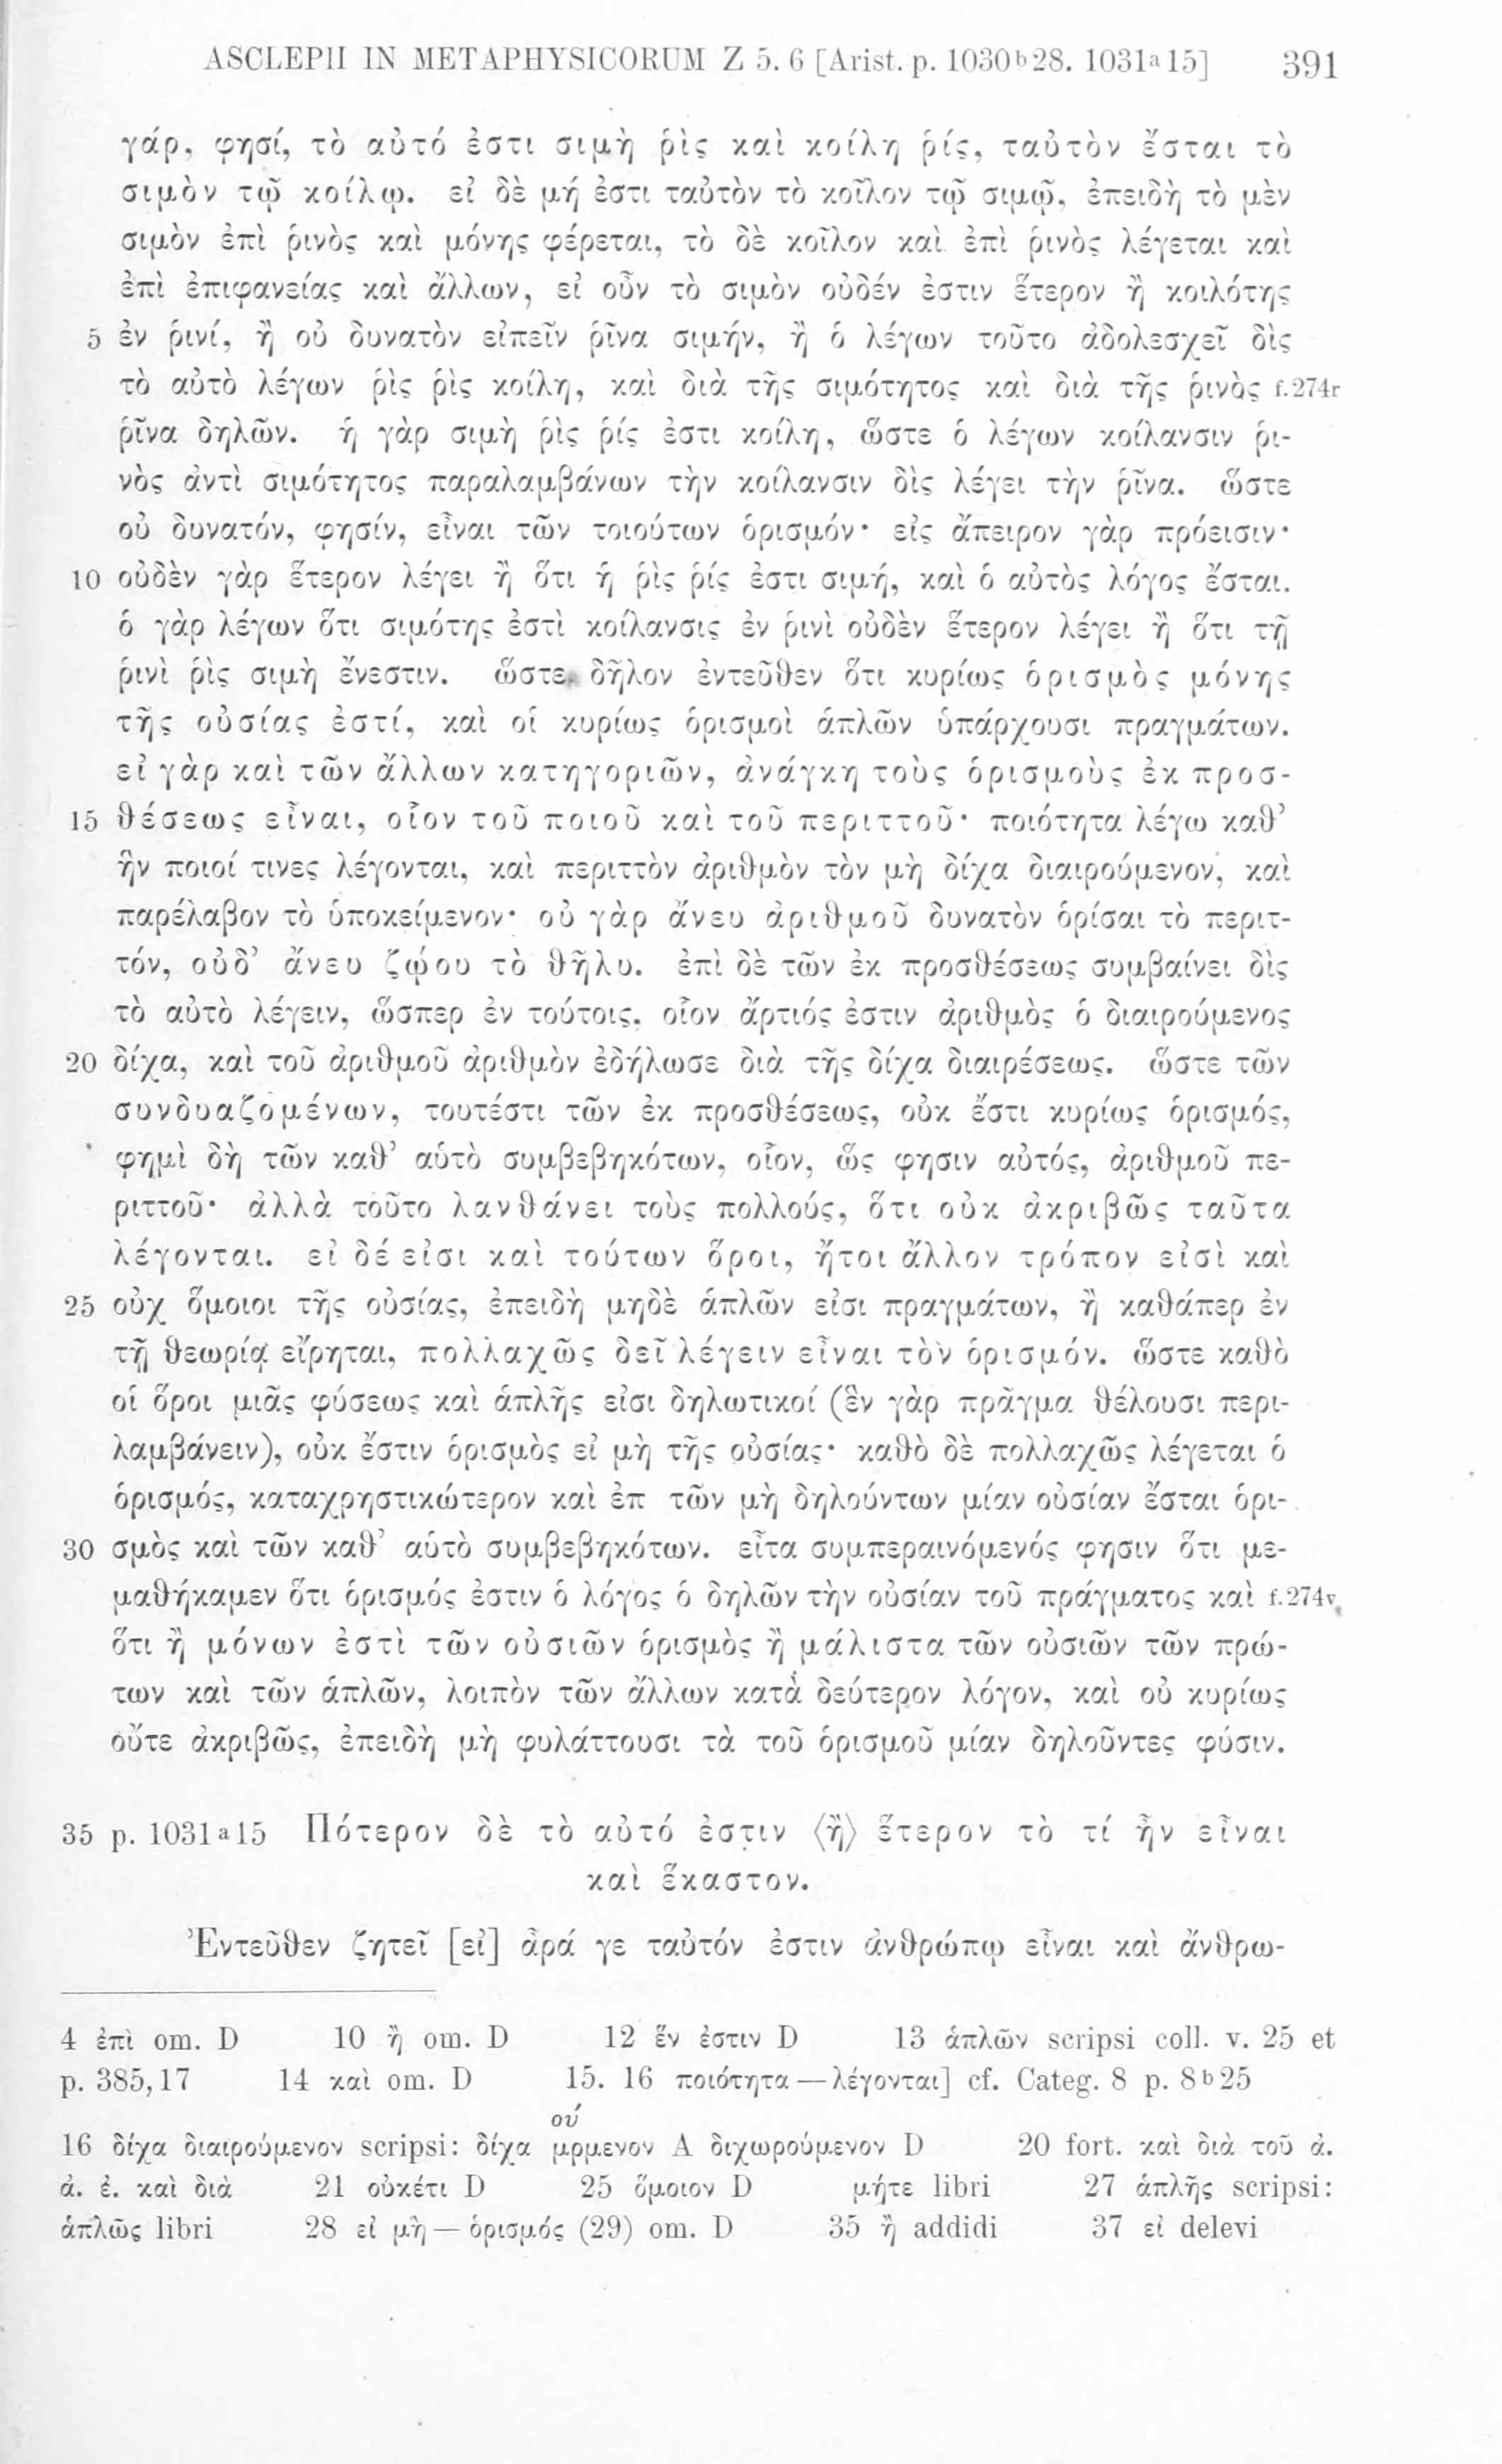 ASCLEPII IN METAPHYSICORUM Z 5. 6 [Arist. p. 1030ᵇ28. 1031ᵃ15] 391
γάρ, φησί, τὸ αὐτό ἐστι σιμὴ ῥὶς καὶ κοίλη ῥίς, ταὐτὸν ἔσται τὸ
σιμὸν τῷ κοίλῳ. εἰ δὲ μή ἐστι ταὐτὸν τὸ κοῖλον τῷ σιμῷ, ἐπειδὴ τὸ μὲν
σιμὸν ἐπὶ ῥινὸς καὶ μόνης φέρεται, τὸ δὲ κοῖλον καὶ ἐπὶ ῥινὸς λέγεται καὶ
ἐπὶ ἐπιφανείας καὶ ἄλλων, εἰ οὖν τὸ σιμὸν οὐδέν ἐστιν ἕτερον ἢ κοιλότης
5 ἐν ῥινί, ἢ οὐ δυνατὸν εἰπεῖν ῥῖνα σιμήν, ἢ ὁ λέγων τοῦτο ἀδολεσχεῖ δὶς
τὸ αὐτὸ λέγων ῥὶς ῥὶς κοίλη, καὶ διὰ τῆς σιμότητος καὶ διὰ τῆς ῥινὸς f.274r
ῥῖνα δηλῶν. ἡ γὰρ σιμὴ ῥὶς ῥίς ἐστι κοίλη, ὥστε ὁ λέγων κοίλανσιν ῥι-
νὸς ἀντὶ σιμότητος παραλαμβάνων τὴν κοίλανσιν δὶς λέγει τὴν ῥῖνα. ὥστε
οὐ δυνατόν, φησίν, εἶναι τῶν τοιούτων ὁρισμόν· εἰς ἄπειρον γὰρ πρόεισιν·
10 οὐδὲν γὰρ ἕτερον λέγει ἢ ὅτι ἡ ῥὶς ῥίς ἐστι σιμή, καὶ ὁ αὐτὸς λόγος ἔσται.
ὁ γὰρ λέγων ὅτι σιμότης ἐστὶ κοίλανσις ἐν ῥινὶ οὐδὲν ἕτερον λέγει ἢ ὅτι τῇ
ῥινὶ ῥὶς σιμὴ ἔνεστιν. ὥστε δῆλον ἐντεῦθεν ὅτι κυρίως ὁρισμὸς μόνης
τῆς οὐσίας ἐστί, καὶ οἱ κυρίως ὁρισμοὶ ἁπλῶν ὑπάρχουσι πραγμάτων.
εἰ γὰρ καὶ τῶν ἄλλων κατηγοριῶν, ἀνάγκη τοὺς ὁρισμοὺς ἐκ προσ-
15 θέσεως εἶναι, οἷον τοῦ ποιοῦ καὶ τοῦ περιττοῦ· ποιότητα λέγω καθ’
ἣν ποιοί τινες λέγονται, καὶ περιττὸν ἀριθμὸν τὸν μὴ δίχα διαιρούμενον, καὶ
παρέλαβον τὸ ὑποκείμενον· οὐ γὰρ ἄνευ ἀριθμοῦ δυνατὸν ὁρίσαι τὸ περιτ-
τόν, οὐδ’ ἄνευ ζῴου τὸ θῆλυ. ἐπὶ δὲ τῶν ἐκ προσθέσεως συμβαίνει δὶς
τὸ αὐτὸ λέγειν, ὥσπερ ἐν τούτοις, οἷον ἄρτιός ἐστιν ἀριθμὸς ὁ διαιρούμενος
20 δίχα, καὶ τοῦ ἀριθμοῦ ἀριθμὸν ἐδήλωσε διὰ τῆς δίχα διαιρέσεως. ὥστε τῶν
συνδυαζομένων, τουτέστι τῶν ἐκ προσθέσεως, οὐκ ἔστι κυρίως ὁρισμός,
φημὶ δὴ τῶν καθ’ αὑτὸ συμβεβηκότων, οἷον, ὥς φησιν αὐτός, ἀριθμοῦ πε-
ριττοῦ· ἀλλὰ τοῦτο λανθάνει τοὺς πολλούς, ὅτι οὐκ ἀκριβῶς ταῦτα
λέγονται. εἰ δέ εἰσι καὶ τούτων ὅροι, ἤτοι ἄλλον τρόπον εἰσὶ καὶ
25 οὐχ ὅμοιοι τῆς οὐσίας, ἐπειδὴ μηδὲ ἁπλῶν εἰσι πραγμάτων, ἢ καθάπερ ἐν
τῇ θεωρίᾳ εἴρηται, πολλαχῶς δεῖ λέγειν εἶναι τὸν ὁρισμόν. ὥστε καθὸ
οἱ ὅροι μιᾶς φύσεως καὶ ἁπλῆς εἰσι δηλωτικοί (ἓν γὰρ πρᾶγμα θέλουσι περι-
λαμβάνειν), οὐκ ἔστιν ὁρισμὸς εἰ μὴ τῆς οὐσίας· καθὸ δὲ πολλαχῶς λέγεται ὁ
ὁρισμός, καταχρηστικώτερον καὶ ἐπ τῶν μὴ δηλούντων μίαν οὐσίαν ἔσται ὁρι-
30 σμὸς καὶ τῶν καθ’ αὑτὸ συμβεβηκότων. εἶτα συμπεραινόμενός φησιν ὅτι με-
μαθήκαμεν ὅτι ὁρισμός ἐστιν ὁ λόγος ὁ δηλῶν τὴν οὐσίαν τοῦ πράγματος καὶ f.274v
ὅτι ἢ μόνων ἐστὶ τῶν οὐσιῶν ὁρισμὸς ἢ μάλιστα τῶν οὐσιῶν τῶν πρώ-
των καὶ τῶν ἁπλῶν, λοιπὸν τῶν ἄλλων κατὰ δεύτερον λόγον, καὶ οὐ κυρίως
οὔτε ἀκριβῶς, ἐπειδὴ μὴ φυλάττουσι τὰ τοῦ ὁρισμοῦ μίαν δηλοῦντες φύσιν.
35 p. 1031ᵃ15 Πότερον δὲ τὸ αὐτό ἐστιν ⟨ἢ⟩ ἕτερον τὸ τί ἦν εἶναι
καὶ ἕκαστον.
Ἐντεῦθεν ζητεῖ [εἰ] ἆρά γε ταὐτόν ἐστιν ἀνθρώπῳ εἶναι καὶ ἄνθρω-
4 ἐπὶ om. D 10 ἢ om. D 12 ἕν ἐστιν D 13 ἁπλῶν scripsi coll. v. 25 et
p. 385,17 14 καὶ om. D 15. 16 ποιότητα — λέγονται] cf. Categ. 8 p. 8ᵇ25
ού
16 δίχα διαιρούμενον scripsi: δίχα μρμενον A διχωρούμενον D 20 fort. καὶ διὰ τοῦ ἀ.
ἀ. ἐ. καὶ διὰ 21 οὐκέτι D 25 ὅμοιον D μήτε libri 27 ἁπλῆς scripsi:
ἁπλῶς libri 28 εἰ μὴ — ὁρισμός (29) om. D 35 ἢ addidi 37 εἰ delevi